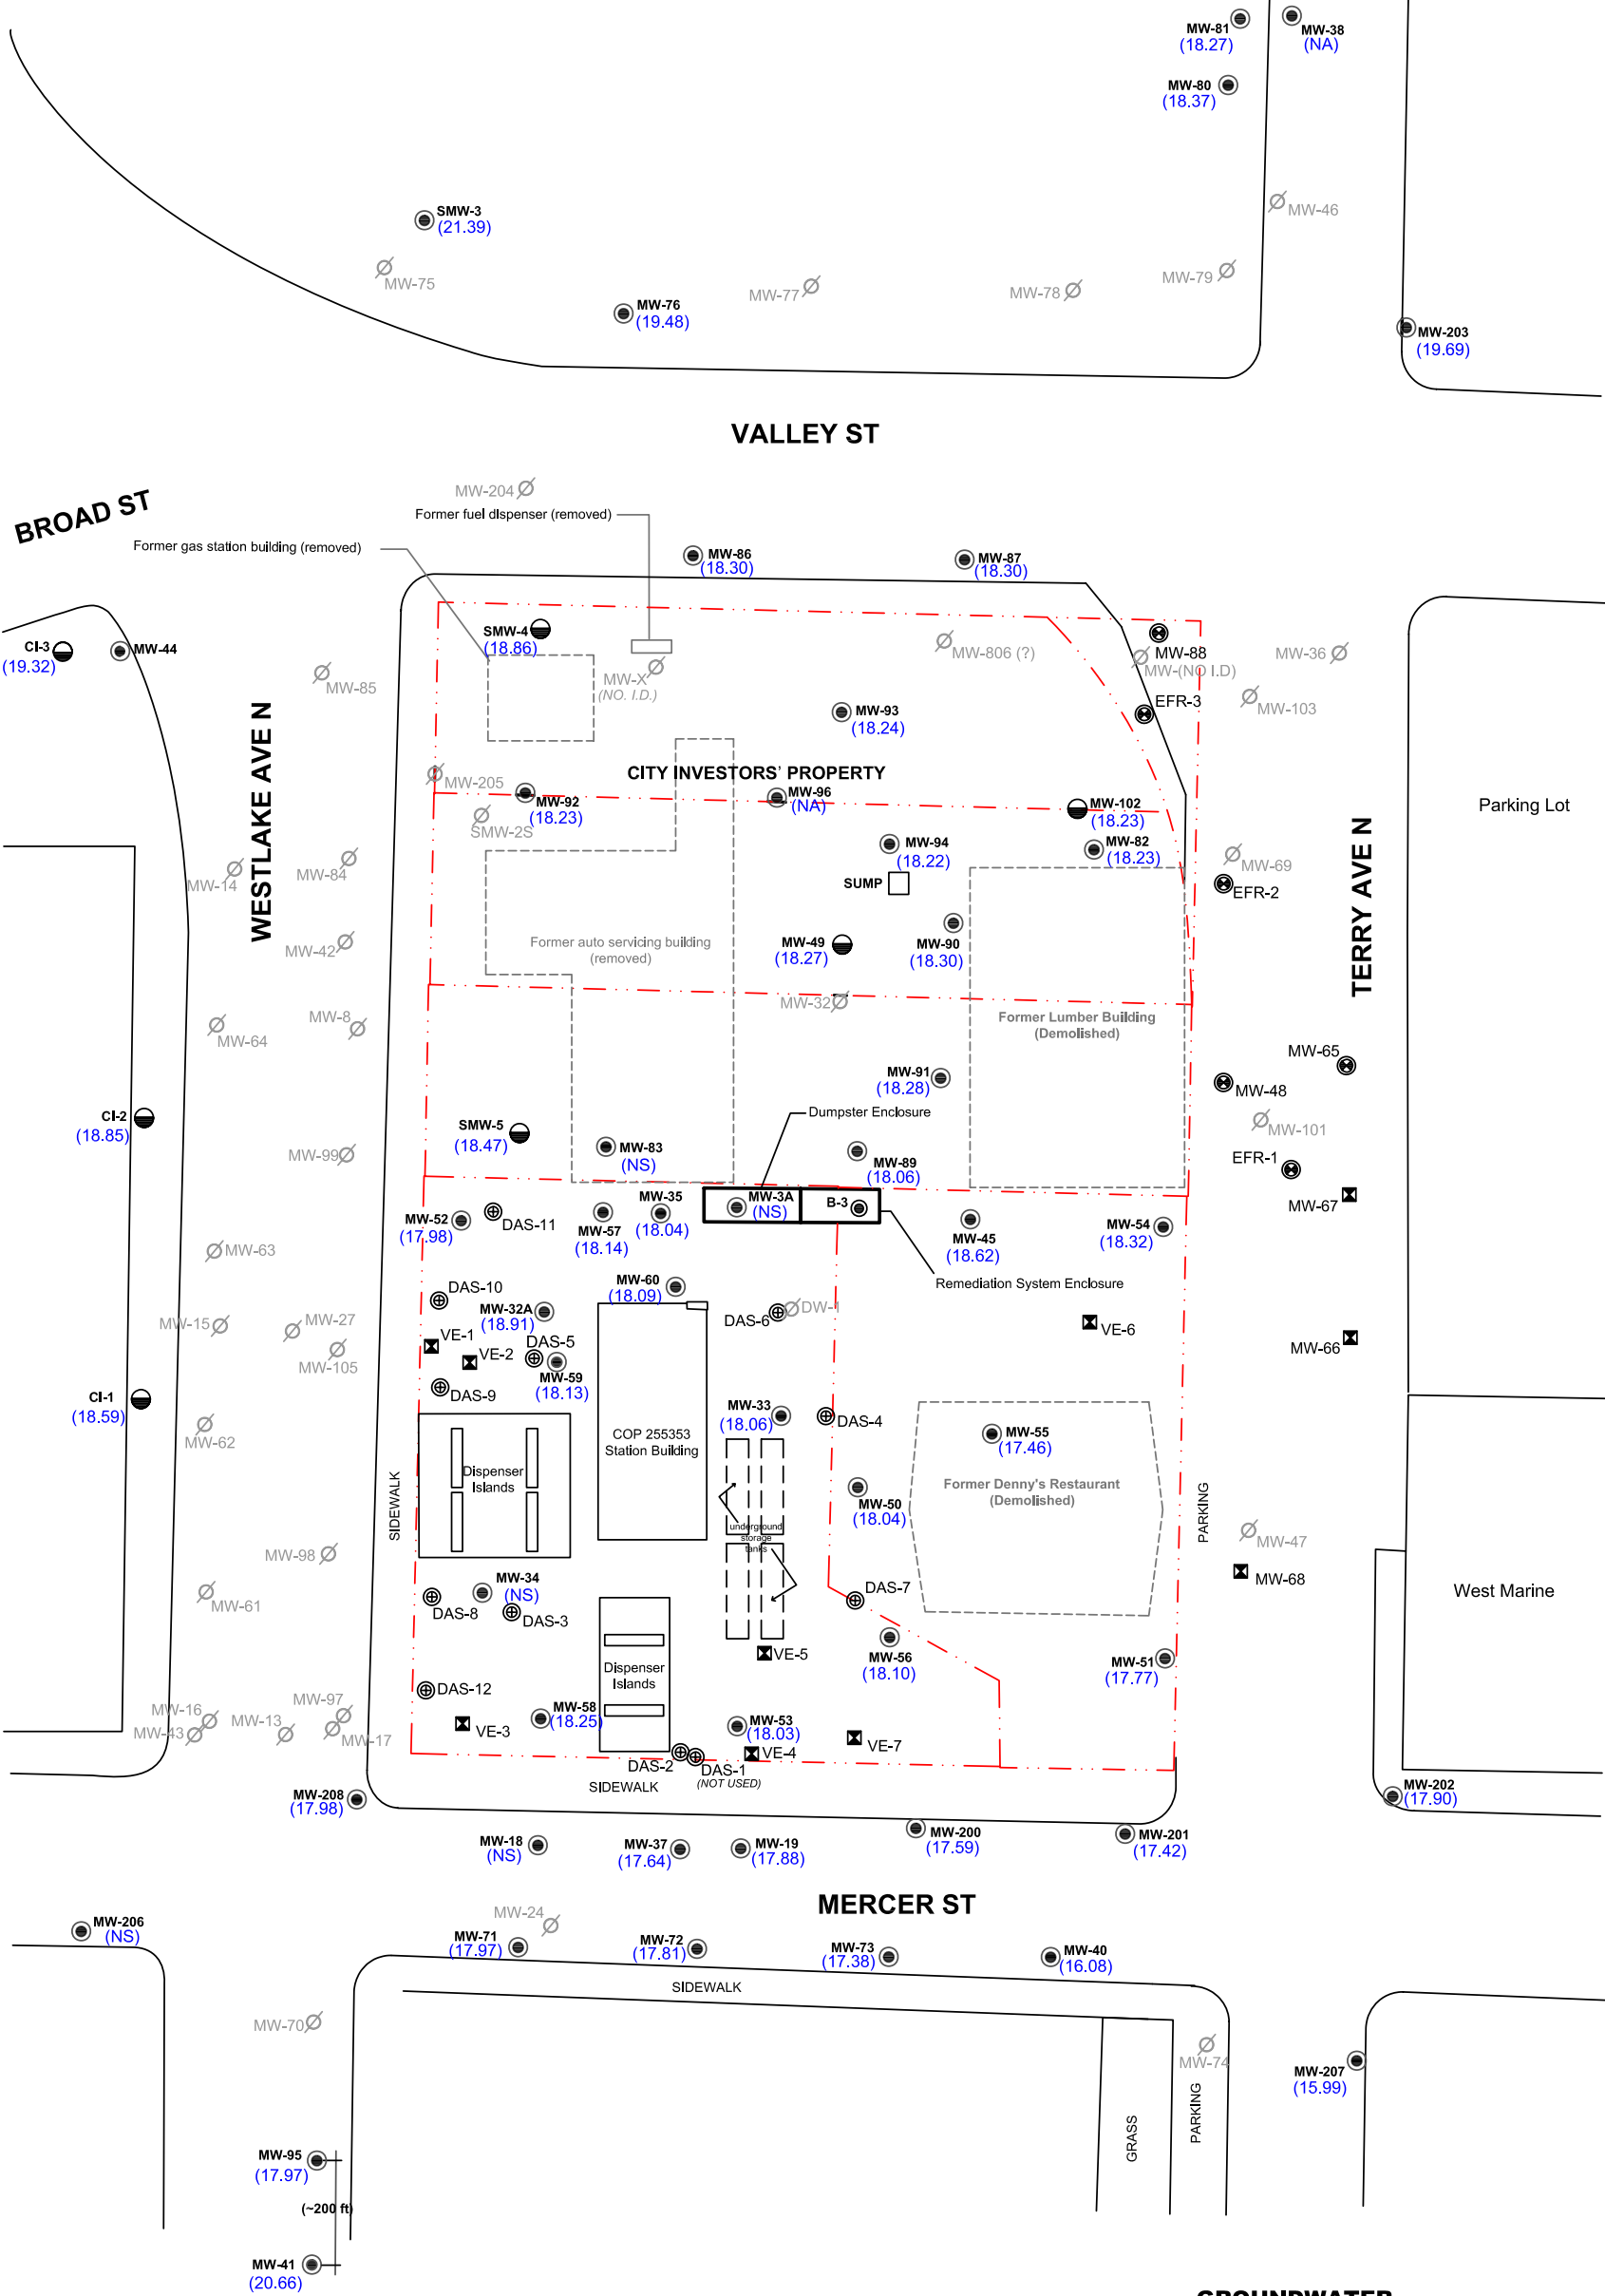 MW-81
(18.27)
MW-38
(NA)
MW-80
(18.37)
SMW-3
(21.39)
MW-46
MW-75
MW-77
MW-78
MW-79
MW-76
(19.48)
MW-203
(19.69)
VALLEY ST
BROAD ST
MW-204
Former fuel dispenser (removed)
Former gas station building (removed)
MW-86
(18.30)
MW-87
(18.30)
CI-3
(19.32)
MW-44
SMW-4
(18.86)
MW-806 (?)
MW-88
MW-(NO I.D)
MW-36
MW-85
MW-X
(NO. I.D.)
EFR-3
MW-103
MW-93
(18.24)
WESTLAKE AVE N
CITY INVESTORS' PROPERTY
MW-205
MW-92
(18.23)
MW-96
(NA)
MW-102
(18.23)
Parking Lot
SMW-2S
MW-94
(18.22)
MW-82
(18.23)
MW-14
MW-84
SUMP
MW-69
EFR-2
TERRY AVE N
MW-42
Former auto servicing building
(removed)
MW-49
(18.27)
MW-90
(18.30)
MW-32
MW-64
MW-8
Former Lumber Building
(Demolished)
MW-65
MW-91
(18.28)
MW-48
CI-2
(18.85)
Dumpster Enclosure
MW-101
SMW-5
(18.47)
MW-83
(NS)
MW-99
MW-89
(18.06)
EFR-1
MW-67
MW-52
(17.98)
DAS-11
MW-57
(18.14)
MW-35
(18.04)
MW-3A
(NS)
B-3
MW-45
(18.62)
MW-54
(18.32)
MW-63
Remediation System Enclosure
DAS-10
MW-60
(18.09)
MW-15
MW-27
MW-32A
(18.91)
DAS-6
DW-1
VE-6
VE-1
MW-66
DAS-5
VE-2
MW-105
MW-59
(18.13)
DAS-9
CI-1
(18.59)
MW-33
(18.06)
DAS-4
MW-62
COP 255353
Station Building
MW-55
(17.46)
Dispenser
Islands
Former Denny's Restaurant
(Demolished)
MW-50
(18.04)
SIDEWALK
PARKING
underground
storage
tanks
MW-98
MW-47
MW-61
MW-34
(NS)
DAS-8
DAS-3
DAS-7
MW-68
West Marine
Dispenser
Islands
VE-5
MW-56
(18.10)
MW-51
(17.77)
DAS-12
MW-16
MW-43
MW-13
MW-97
MW-17
MW-58
(18.25)
VE-3
MW-53
(18.03)
VE-7
VE-4
DAS-2
DAS-1
(NOT USED)
SIDEWALK
MW-208
(17.98)
MW-202
(17.90)
MW-18
(NS)
MW-37
(17.64)
MW-19
(17.88)
MW-200
(17.59)
MW-201
(17.42)
MERCER ST
MW-206
(NS)
MW-24
MW-71
(17.97)
MW-72
(17.81)
MW-73
(17.38)
MW-40
(16.08)
SIDEWALK
MW-70
MW-74
MW-207
(15.99)
GRASS
PARKING
MW-95
(17.97)
(~200 ft)
MW-41
(20.66)